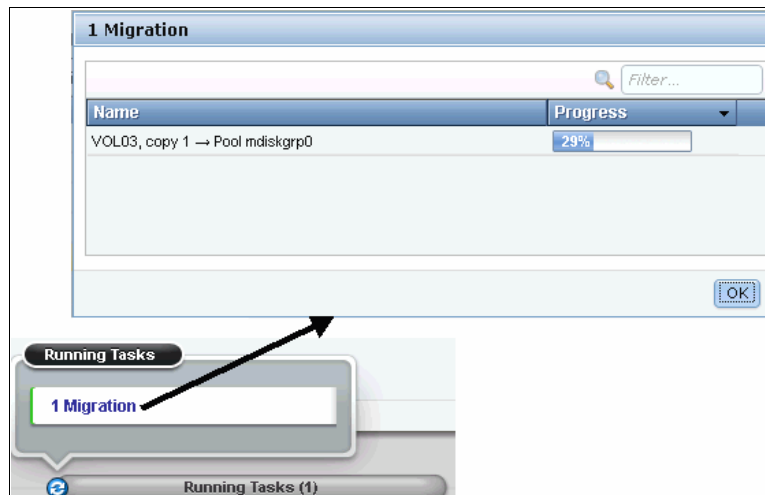 1 Migration
Filter...
Name Progress
VOL03, copy 1 → Pool mdiskgrp0 29%
OK
Running Tasks
1 Migration
Running Tasks (1)